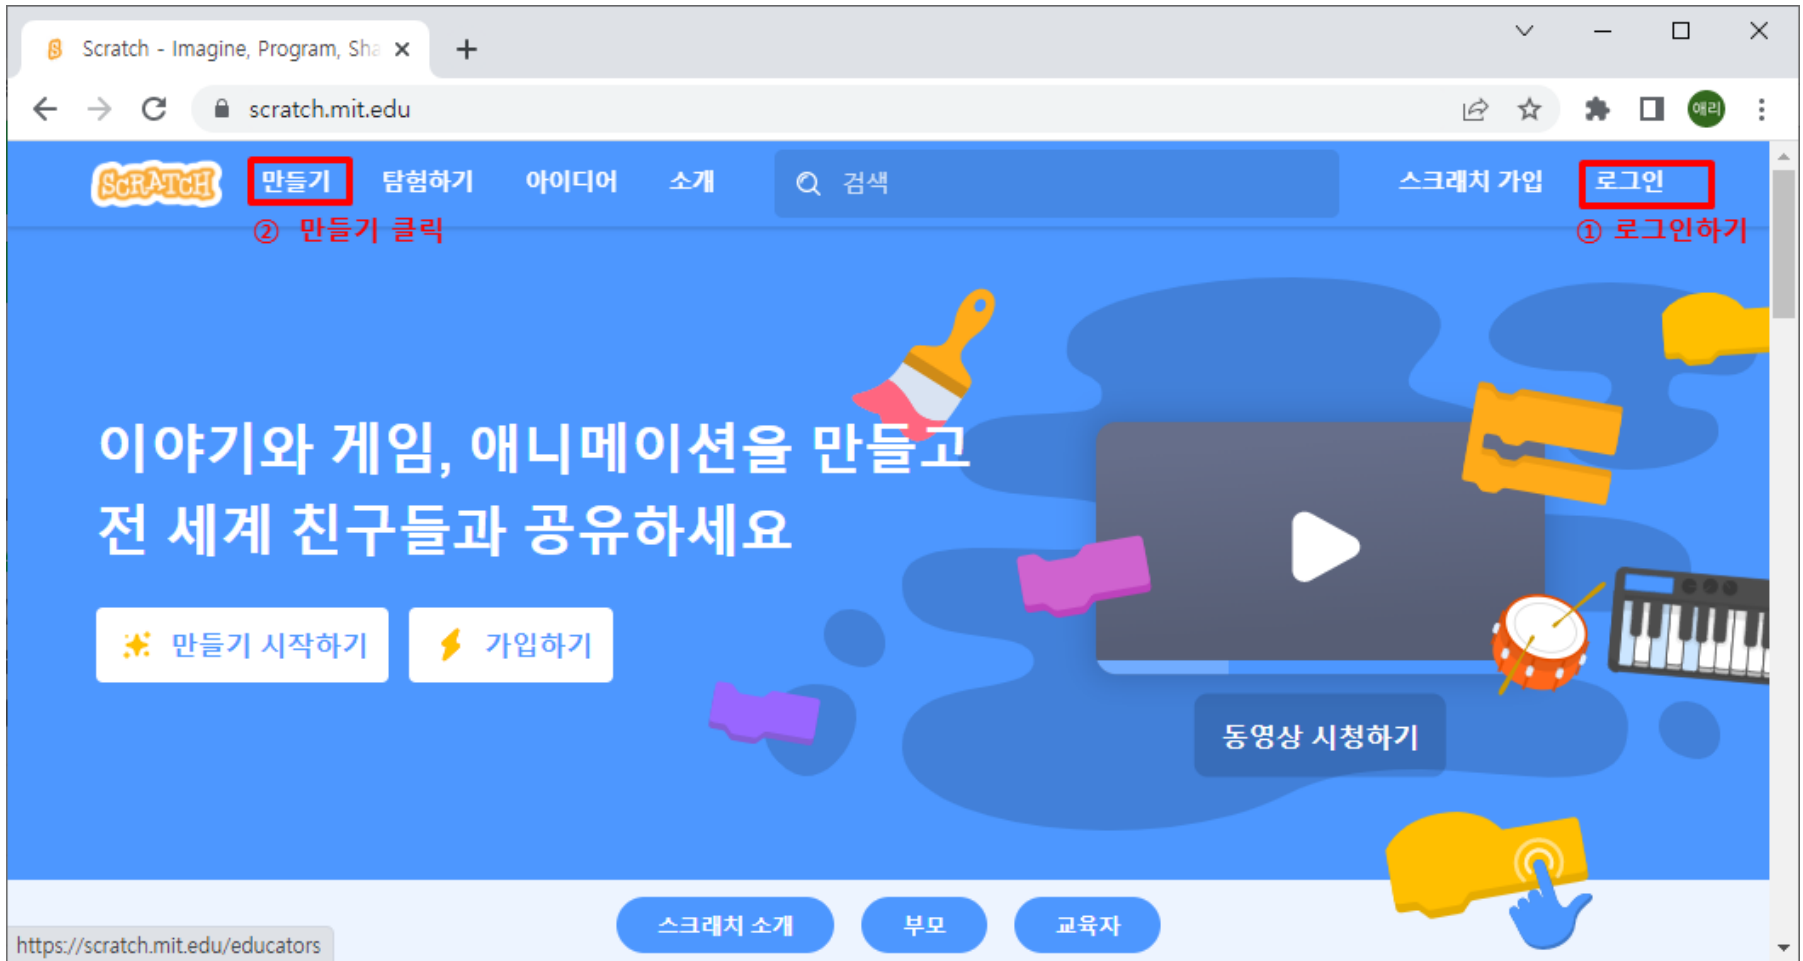 Scratch - Imagine, Program, Sha
scratch.mit.edu
애리
SCRATCH 만들기 탐험하기 아이디어 소개 검색 스크래치 가입 로그인
② 만들기 클릭
① 로그인하기
이야기와 게임, 애니메이션을 만들고
전 세계 친구들과 공유하세요
만들기 시작하기 가입하기
동영상 시청하기
스크래치 소개 부모 교육자
https://scratch.mit.edu/educators